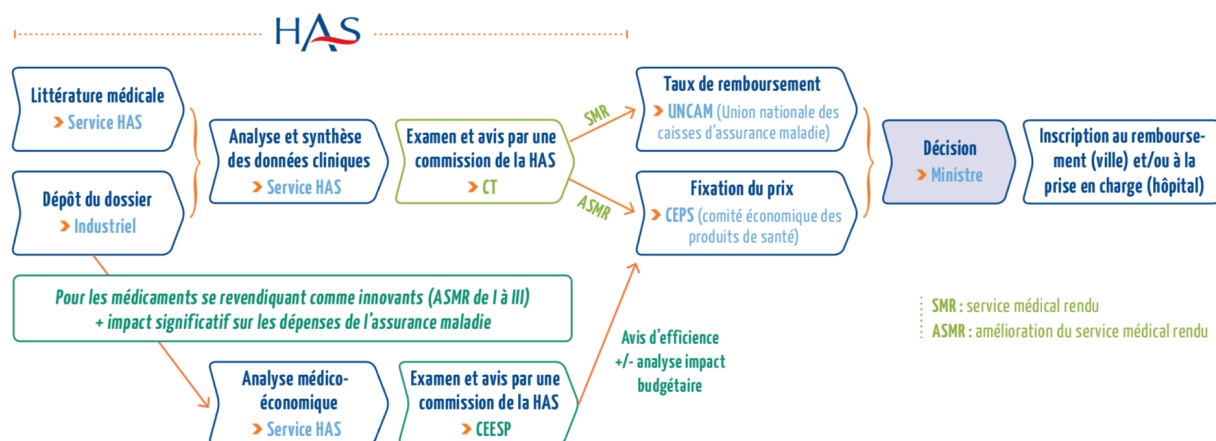 HAS
Littérature médicale
Service HAS
Dépôt du dossier
Industriel
Analyse et synthèse
des données cliniques
Service HAS
Examen et avis par une
commission de la HAS
CT
SMR
ASMR
Taux de remboursement
UNCAM (Union nationale des
caisses d'assurance maladie)
Fixation du prix
CEPS (comité économique des
produits de santé)
Décision
Ministre
Inscription au rembourse-
ment (ville) et/ou à la
prise en charge (hôpital)
Pour les médicaments se revendiquant comme innovants (ASMR de I à III)
+ impact significatif sur les dépenses de l'assurance maladie
Analyse médico-
économique
Service HAS
Examen et avis par une
commission de la HAS
CEESP
Avis d'efficience
+/- analyse impact
budgétaire
SMR : service médical rendu
ASMR : amélioration du service médical rendu